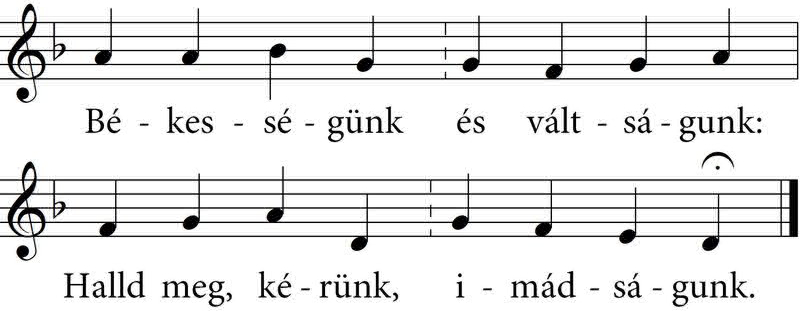 Bé - kes - sé - günk és vált - sá - gunk:
Halld meg, ké - rünk, i - mád - sá - gunk.